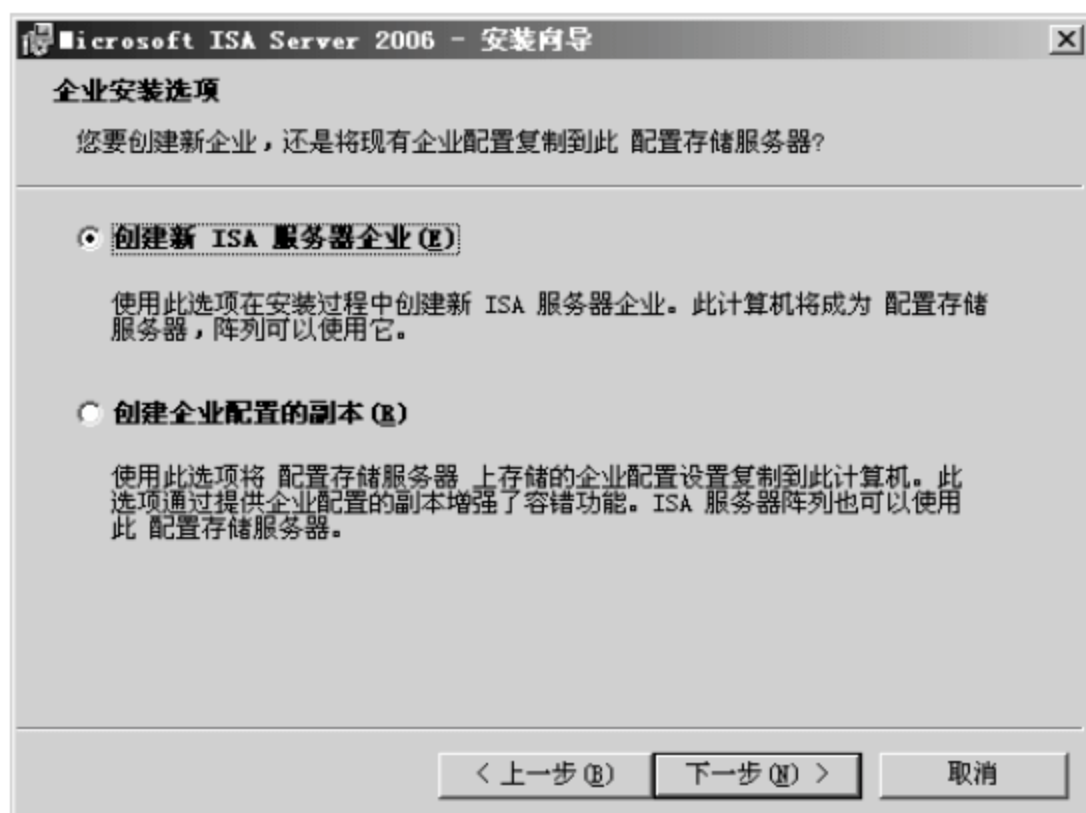 Microsoft ISA Server 2006 - 安装向导
企业安装选项
您要创建新企业，还是将现有企业配置复制到此 配置存储服务器?
创建新 ISA 服务器企业(E)
使用此选项在安装过程中创建新 ISA 服务器企业。此计算机将成为 配置存储
服务器，阵列可以使用它。
创建企业配置的副本(R)
使用此选项将 配置存储服务器 上存储的企业配置设置复制到此计算机。此
选项通过提供企业配置的副本增强了容错功能。ISA 服务器阵列也可以使用
此 配置存储服务器。
< 上一步(B)
下一步(N) >
取消